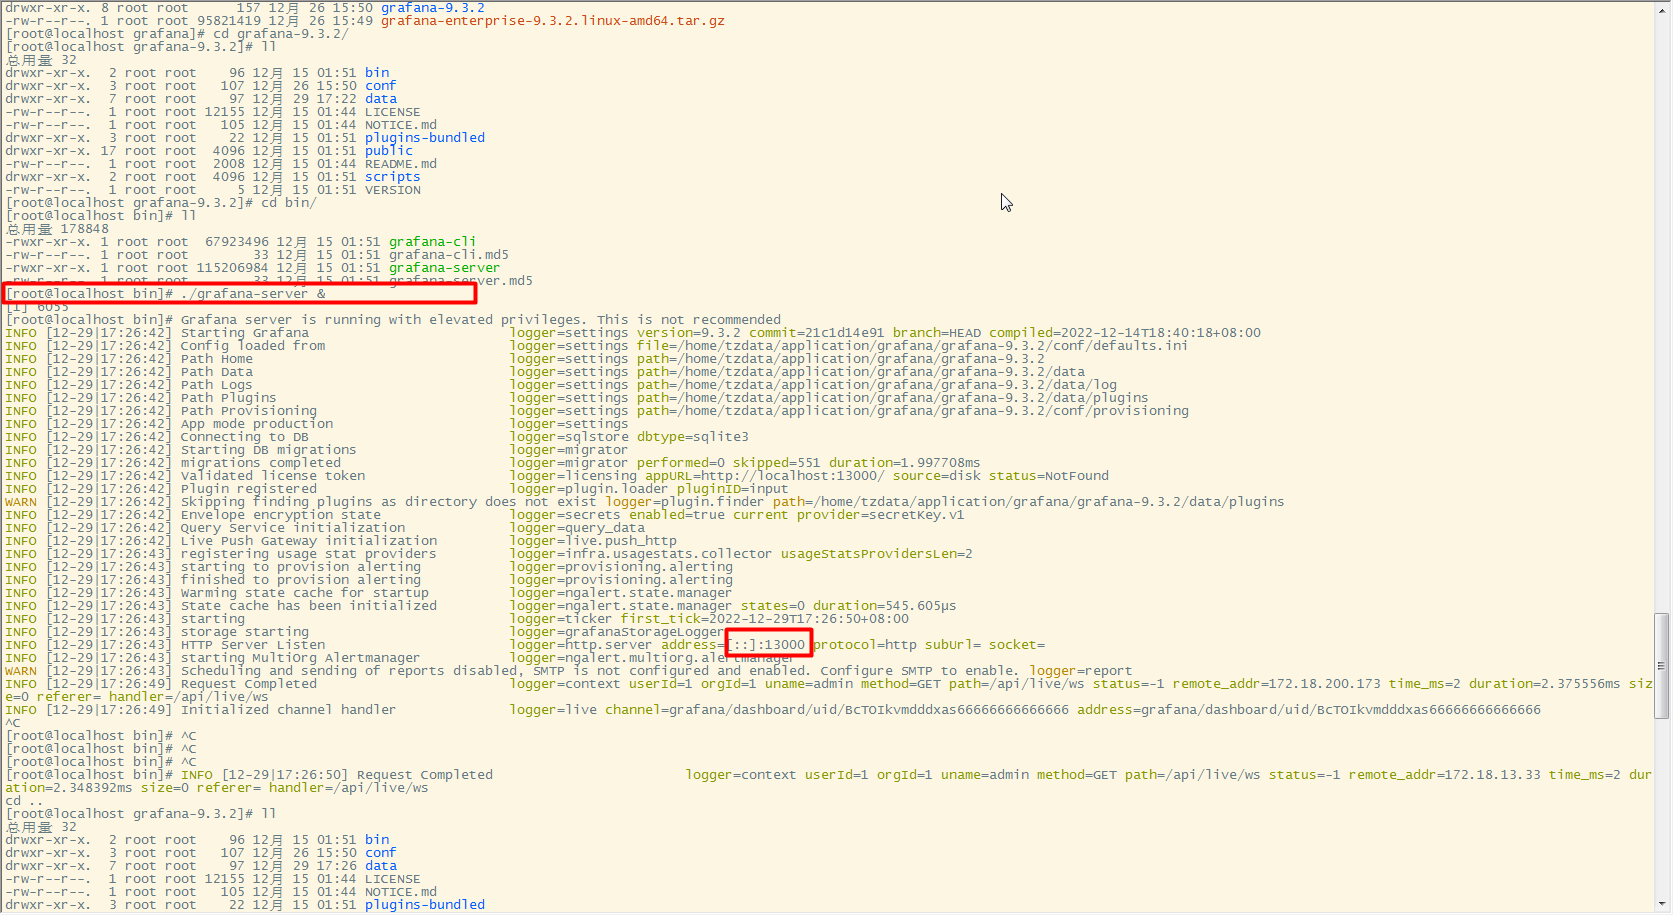 drwxr-xr-x. 8 root root      157 12月 26 15:50 grafana-9.3.2
-rw-r--r--. 1 root root 95821419 12月 26 15:49 grafana-enterprise-9.3.2.linux-amd64.tar.gz
[root@localhost grafana]# cd grafana-9.3.2/
[root@localhost grafana-9.3.2]# ll
总用量 32
drwxr-xr-x.  2 root root    96 12月 15 01:51 bin
drwxr-xr-x.  3 root root   107 12月 26 15:50 conf
drwxr-xr-x.  7 root root    97 12月 29 17:22 data
-rw-r--r--.  1 root root 12155 12月 15 01:44 LICENSE
-rw-r--r--.  1 root root   105 12月 15 01:44 NOTICE.md
drwxr-xr-x.  3 root root    22 12月 15 01:51 plugins-bundled
drwxr-xr-x. 17 root root  4096 12月 15 01:51 public
-rw-r--r--.  1 root root  2008 12月 15 01:44 README.md
drwxr-xr-x.  2 root root  4096 12月 15 01:51 scripts
-rw-r--r--.  1 root root     5 12月 15 01:51 VERSION
[root@localhost grafana-9.3.2]# cd bin/
[root@localhost bin]# ll
总用量 178848
-rwxr-xr-x. 1 root root  67923496 12月 15 01:51 grafana-cli
-rw-r--r--. 1 root root        33 12月 15 01:51 grafana-cli.md5
-rwxr-xr-x. 1 root root 115206984 12月 15 01:51 grafana-server
-rw-r--r--. 1 root root        33 12月 15 01:51 grafana-server.md5
[root@localhost bin]# ./grafana-server &
[1] 6055
[root@localhost bin]# Grafana server is running with elevated privileges. This is not recommended
INFO [12-29|17:26:42] Starting Grafana                         logger=settings version=9.3.2 commit=21c1d14e91 branch=HEAD compiled=2022-12-14T18:40:18+08:00
INFO [12-29|17:26:42] Config loaded from                       logger=settings file=/home/tzdata/application/grafana/grafana-9.3.2/conf/defaults.ini
INFO [12-29|17:26:42] Path Home                                logger=settings path=/home/tzdata/application/grafana/grafana-9.3.2
INFO [12-29|17:26:42] Path Data                                logger=settings path=/home/tzdata/application/grafana/grafana-9.3.2/data
INFO [12-29|17:26:42] Path Logs                                logger=settings path=/home/tzdata/application/grafana/grafana-9.3.2/data/log
INFO [12-29|17:26:42] Path Plugins                             logger=settings path=/home/tzdata/application/grafana/grafana-9.3.2/data/plugins
INFO [12-29|17:26:42] Path Provisioning                        logger=settings path=/home/tzdata/application/grafana/grafana-9.3.2/conf/provisioning
INFO [12-29|17:26:42] App mode production                      logger=settings
INFO [12-29|17:26:42] Connecting to DB                         logger=sqlstore dbtype=sqlite3
INFO [12-29|17:26:42] Starting DB migrations                   logger=migrator
INFO [12-29|17:26:42] migrations completed                     logger=migrator performed=0 skipped=551 duration=1.997708ms
INFO [12-29|17:26:42] Validated license token                  logger=licensing appURL=http://localhost:13000/ source=disk status=NotFound
INFO [12-29|17:26:42] Plugin registered                        logger=plugin.loader pluginID=input
WARN [12-29|17:26:42] Skipping finding plugins as directory does not exist logger=plugin.finder path=/home/tzdata/application/grafana/grafana-9.3.2/data/plugins
INFO [12-29|17:26:42] Envelope encryption state                logger=secrets enabled=true current provider=secretKey.v1
INFO [12-29|17:26:42] Query Service initialization             logger=query_data
INFO [12-29|17:26:42] Live Push Gateway initialization         logger=live.push_http
INFO [12-29|17:26:43] registering usage stat providers         logger=infra.usagestats.collector usageStatsProvidersLen=2
INFO [12-29|17:26:43] starting to provision alerting           logger=provisioning.alerting
INFO [12-29|17:26:43] finished to provision alerting           logger=provisioning.alerting
INFO [12-29|17:26:43] Warming state cache for startup          logger=ngalert.state.manager
INFO [12-29|17:26:43] State cache has been initialized         logger=ngalert.state.manager states=0 duration=545.605µs
INFO [12-29|17:26:43] starting                                 logger=ticker first_tick=2022-12-29T17:26:50+08:00
INFO [12-29|17:26:43] storage starting                         logger=grafanaStorageLogger
INFO [12-29|17:26:43] HTTP Server Listen                       logger=http.server address=[::]:13000 protocol=http subUrl= socket=
INFO [12-29|17:26:43] starting MultiOrg Alertmanager           logger=ngalert.multiorg.alertmanager
WARN [12-29|17:26:43] Scheduling and sending of reports disabled, SMTP is not configured and enabled. Configure SMTP to enable. logger=report
INFO [12-29|17:26:49] Request Completed                        logger=context userId=1 orgId=1 uname=admin method=GET path=/api/live/ws status=-1 remote_addr=172.18.200.173 time_ms=2 duration=2.375556ms siz
e=0 referer= handler=/api/live/ws
INFO [12-29|17:26:49] Initialized channel handler              logger=live channel=grafana/dashboard/uid/BcTOIkvmdddxas66666666666666 address=grafana/dashboard/uid/BcTOIkvmdddxas66666666666666
^C
[root@localhost bin]# ^C
[root@localhost bin]# ^C
[root@localhost bin]# ^C
[root@localhost bin]# INFO [12-29|17:26:50] Request Completed                        logger=context userId=1 orgId=1 uname=admin method=GET path=/api/live/ws status=-1 remote_addr=172.18.13.33 time_ms=2 dur
ation=2.348392ms size=0 referer= handler=/api/live/ws
cd ..
[root@localhost grafana-9.3.2]# ll
总用量 32
drwxr-xr-x.  2 root root    96 12月 15 01:51 bin
drwxr-xr-x.  3 root root   107 12月 26 15:50 conf
drwxr-xr-x.  7 root root    97 12月 29 17:26 data
-rw-r--r--.  1 root root 12155 12月 15 01:44 LICENSE
-rw-r--r--.  1 root root   105 12月 15 01:44 NOTICE.md
drwxr-xr-x.  3 root root    22 12月 15 01:51 plugins-bundled